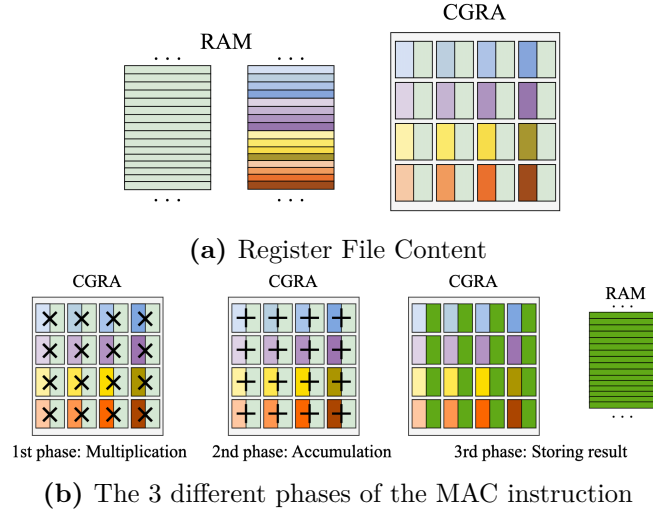 CGRA
RAM
. . . . . .
. . . . . .
(a) Register File Content
CGRA CGRA CGRA RAM
. . .
. . .
1st phase: Multiplication 2nd phase: Accumulation 3rd phase: Storing result
(b) The 3 different phases of the MAC instruction